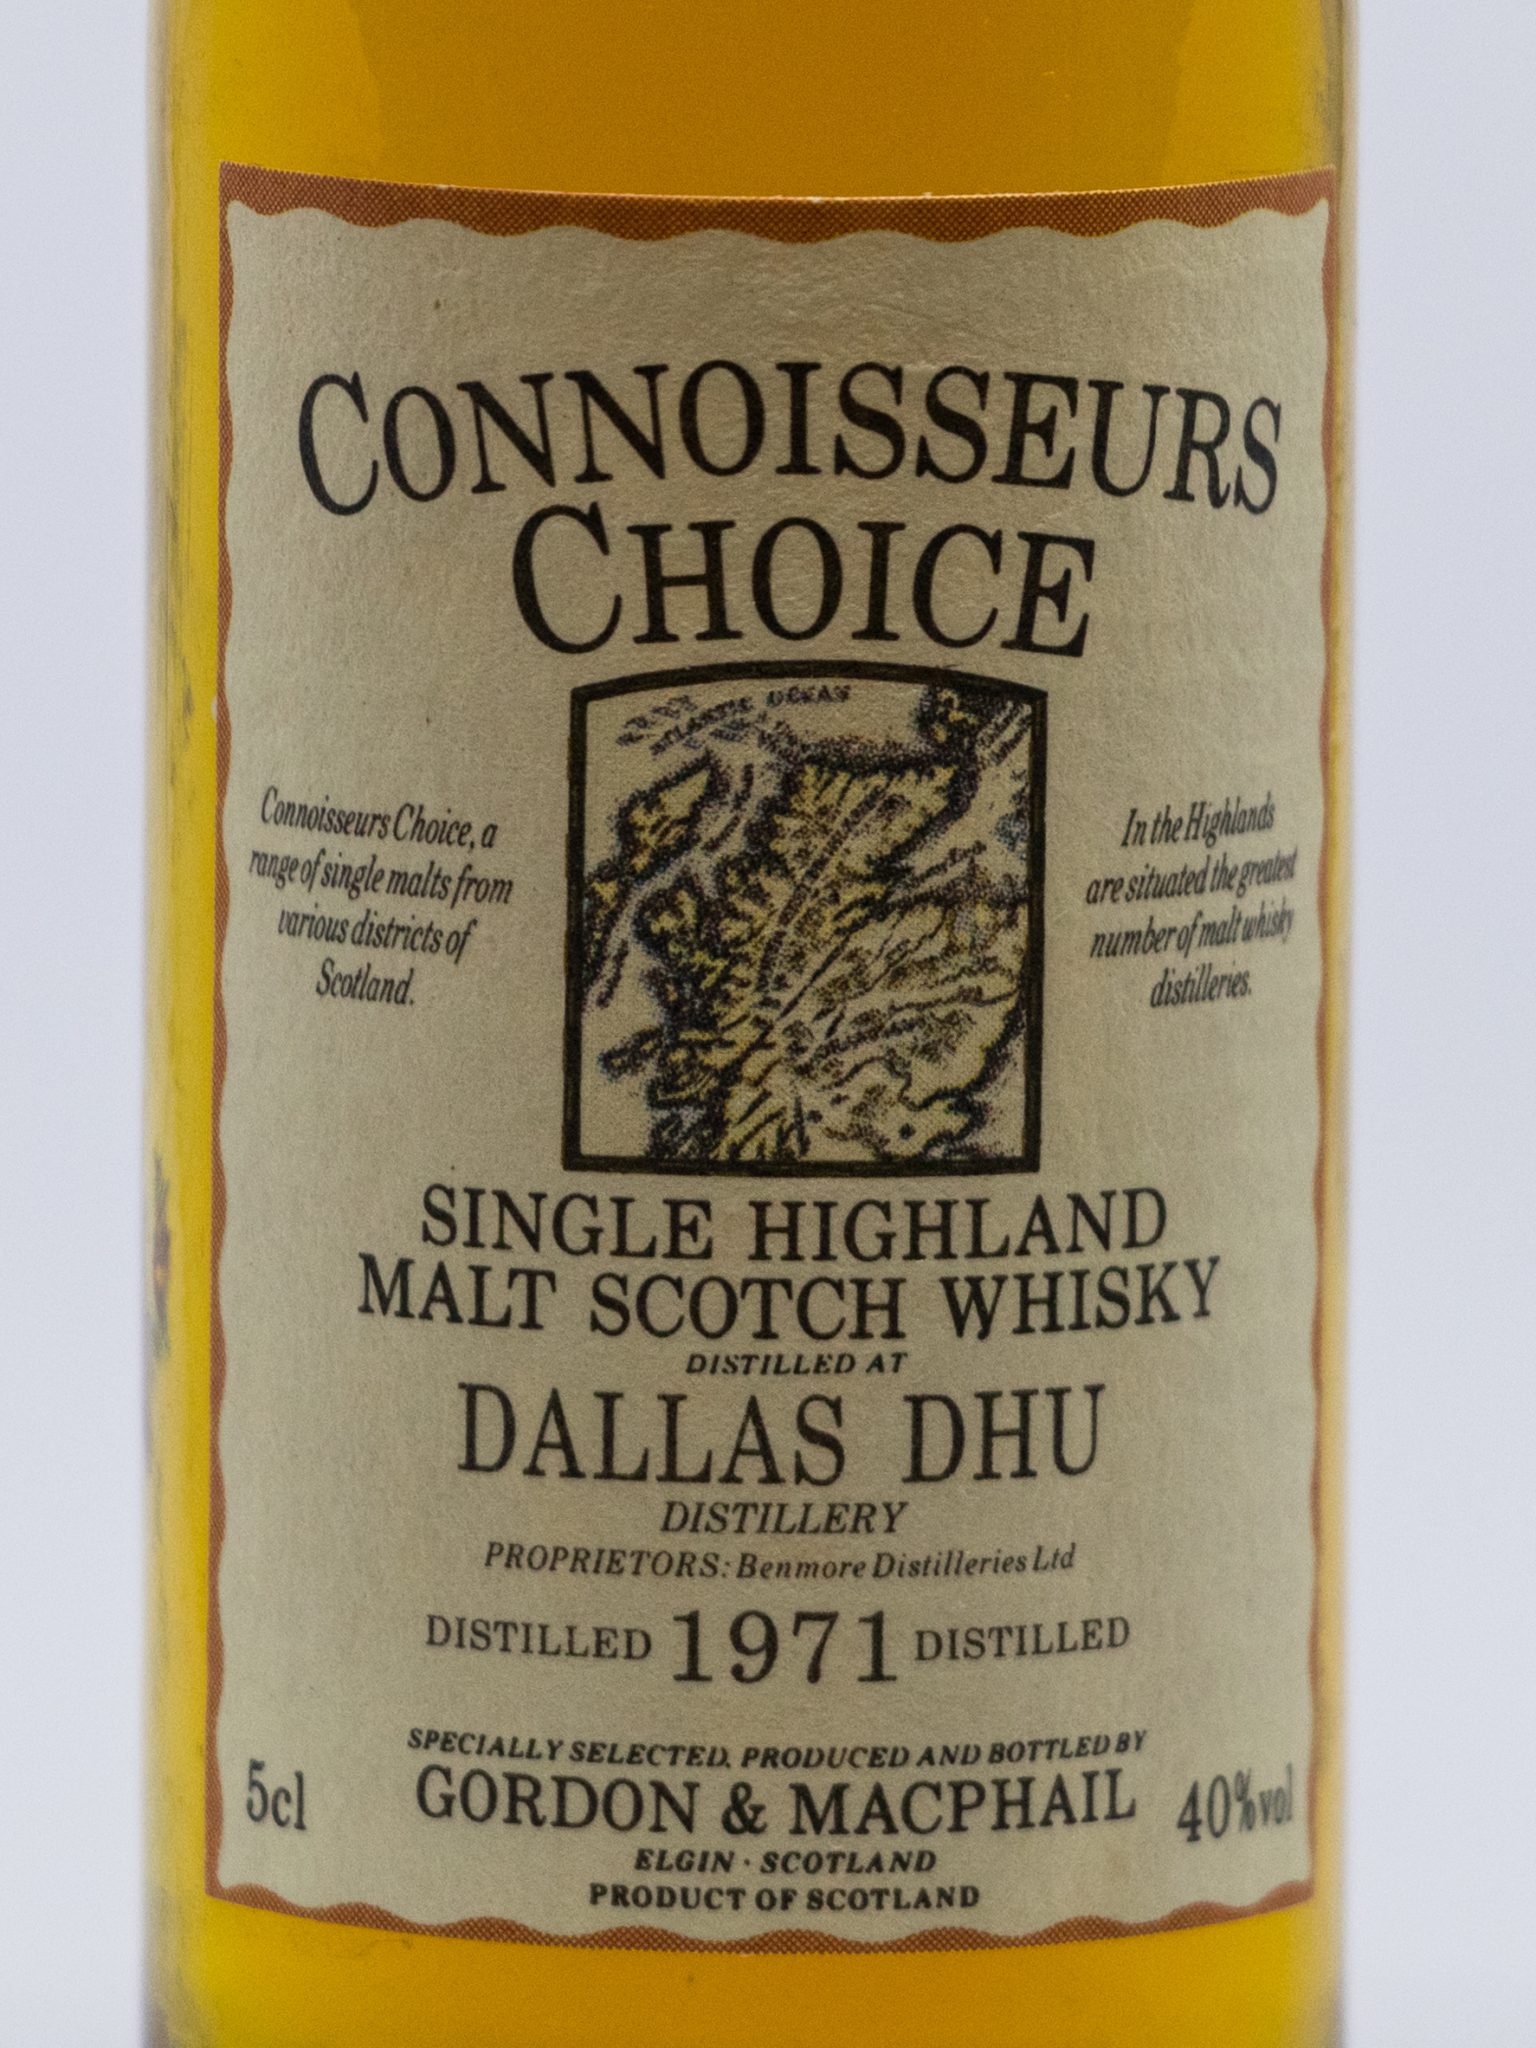 CONNOISSEURS
CHOICE
ATLANTIC OCEAN
Connoisseurs Choice, a
range of single malts from
various districts of
Scotland.
In the Highlands
are situated the greatest
number of malt whisky
distilleries.
SINGLE HIGHLAND
MALT SCOTCH WHISKY
DISTILLED AT
DALLAS DHU
DISTILLERY
PROPRIETORS: Benmore Distilleries Ltd
DISTILLED 1971 DISTILLED
SPECIALLY SELECTED, PRODUCED AND BOTTLED BY
5cl GORDON & MACPHAIL 40%vol
ELGIN · SCOTLAND
PRODUCT OF SCOTLAND